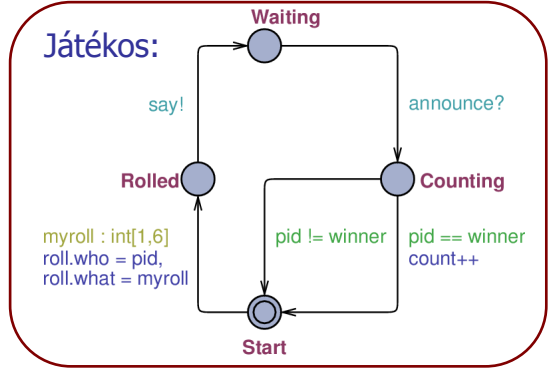 Waiting
Játékos:
say!
announce?
Rolled
Counting
myroll : int[1,6]
roll.who = pid,
roll.what = myroll
pid != winner
pid == winner
count++
Start